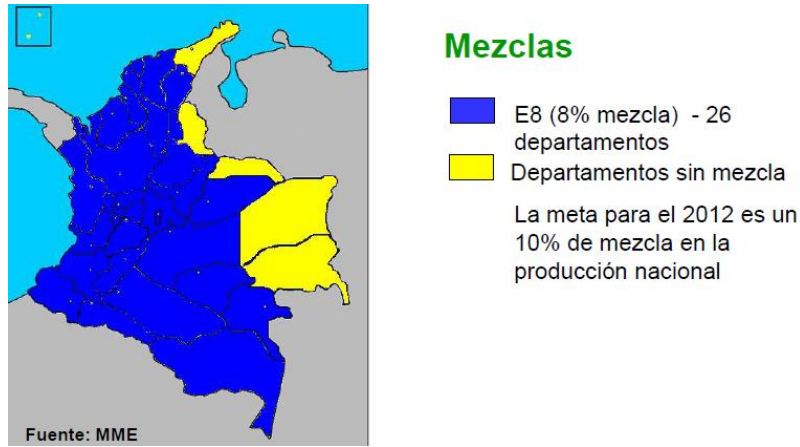 Mezclas
E8 (8% mezcla) - 26
departamentos
Departamentos sin mezcla
La meta para el 2012 es un
10% de mezcla en la
producción nacional
Fuente: MME